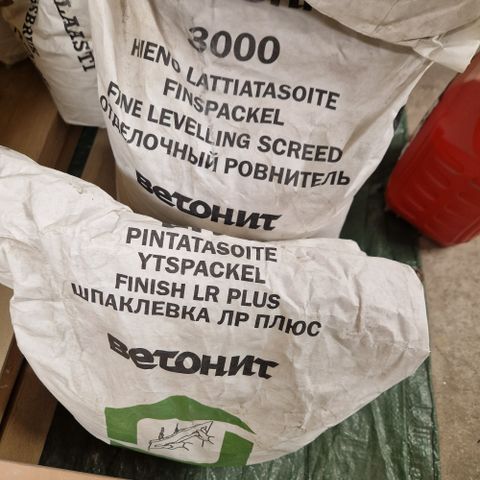 LAASTI
3000
HIENO LATTIATASOITE
FINSPACKEL
FINE LEVELLING SCREED
ОТДЕЛОЧНЫЙ РОВНИТЕЛЬ
ветонит
PINTATASOITE
YTSPACKEL
FINISH LR PLUS
ШПАКЛЕВКА ЛР ПЛЮС
ветонит